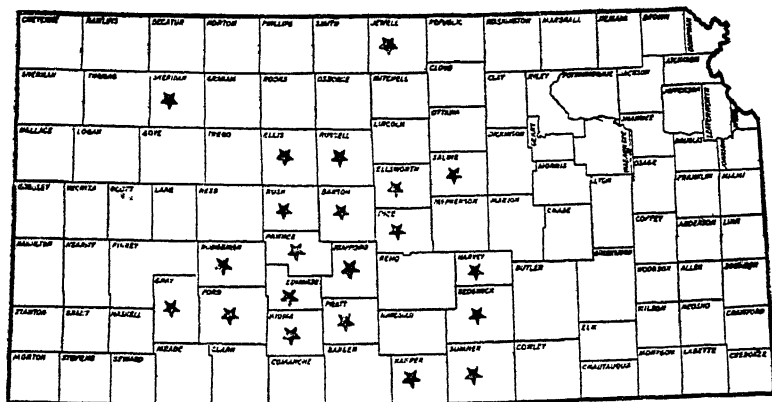 CHEYENNE RAWLINS DECATUR NORTON PHILLIPS SMITH JEWELL REPUBLIC WASHINGTON MARSHALL NEMAHA BROWN
SHERMAN THOMAS SHERIDAN GRAHAM ROOKS OSBORNE MITCHELL CLOUD CLAY RILEY POTTAWATOMIE JACKSON ATCHISON
JEFFERSON LEAVENWORTH
WALLACE LOGAN GOVE TREGO ELLIS RUSSELL LINCOLN OTTAWA DICKINSON GEARY SHAWNEE DOUGLAS
ELLSWORTH SALINE MORRIS OSAGE FRANKLIN MIAMI
GREELEY WICHITA SCOTT LANE NESS RUSH BARTON RICE MCPHERSON MARION CHASE LYON COFFEY ANDERSON LINN
HAMILTON KEARNY FINNEY HODGEMAN PAWNEE STAFFORD RENO HARVEY BUTLER GREENWOOD WOODSON ALLEN BOURBON
GRAY FORD EDWARDS PRATT KINGMAN SEDGWICK
STANTON GRANT HASKELL KIOWA ELK WILSON NEOSHO CRAWFORD
MORTON STEVENS SEWARD MEADE CLARK COMANCHE BARBER HARPER SUMNER COWLEY CHAUTAUQUA MONTGOM LABETTE CHEROKEE